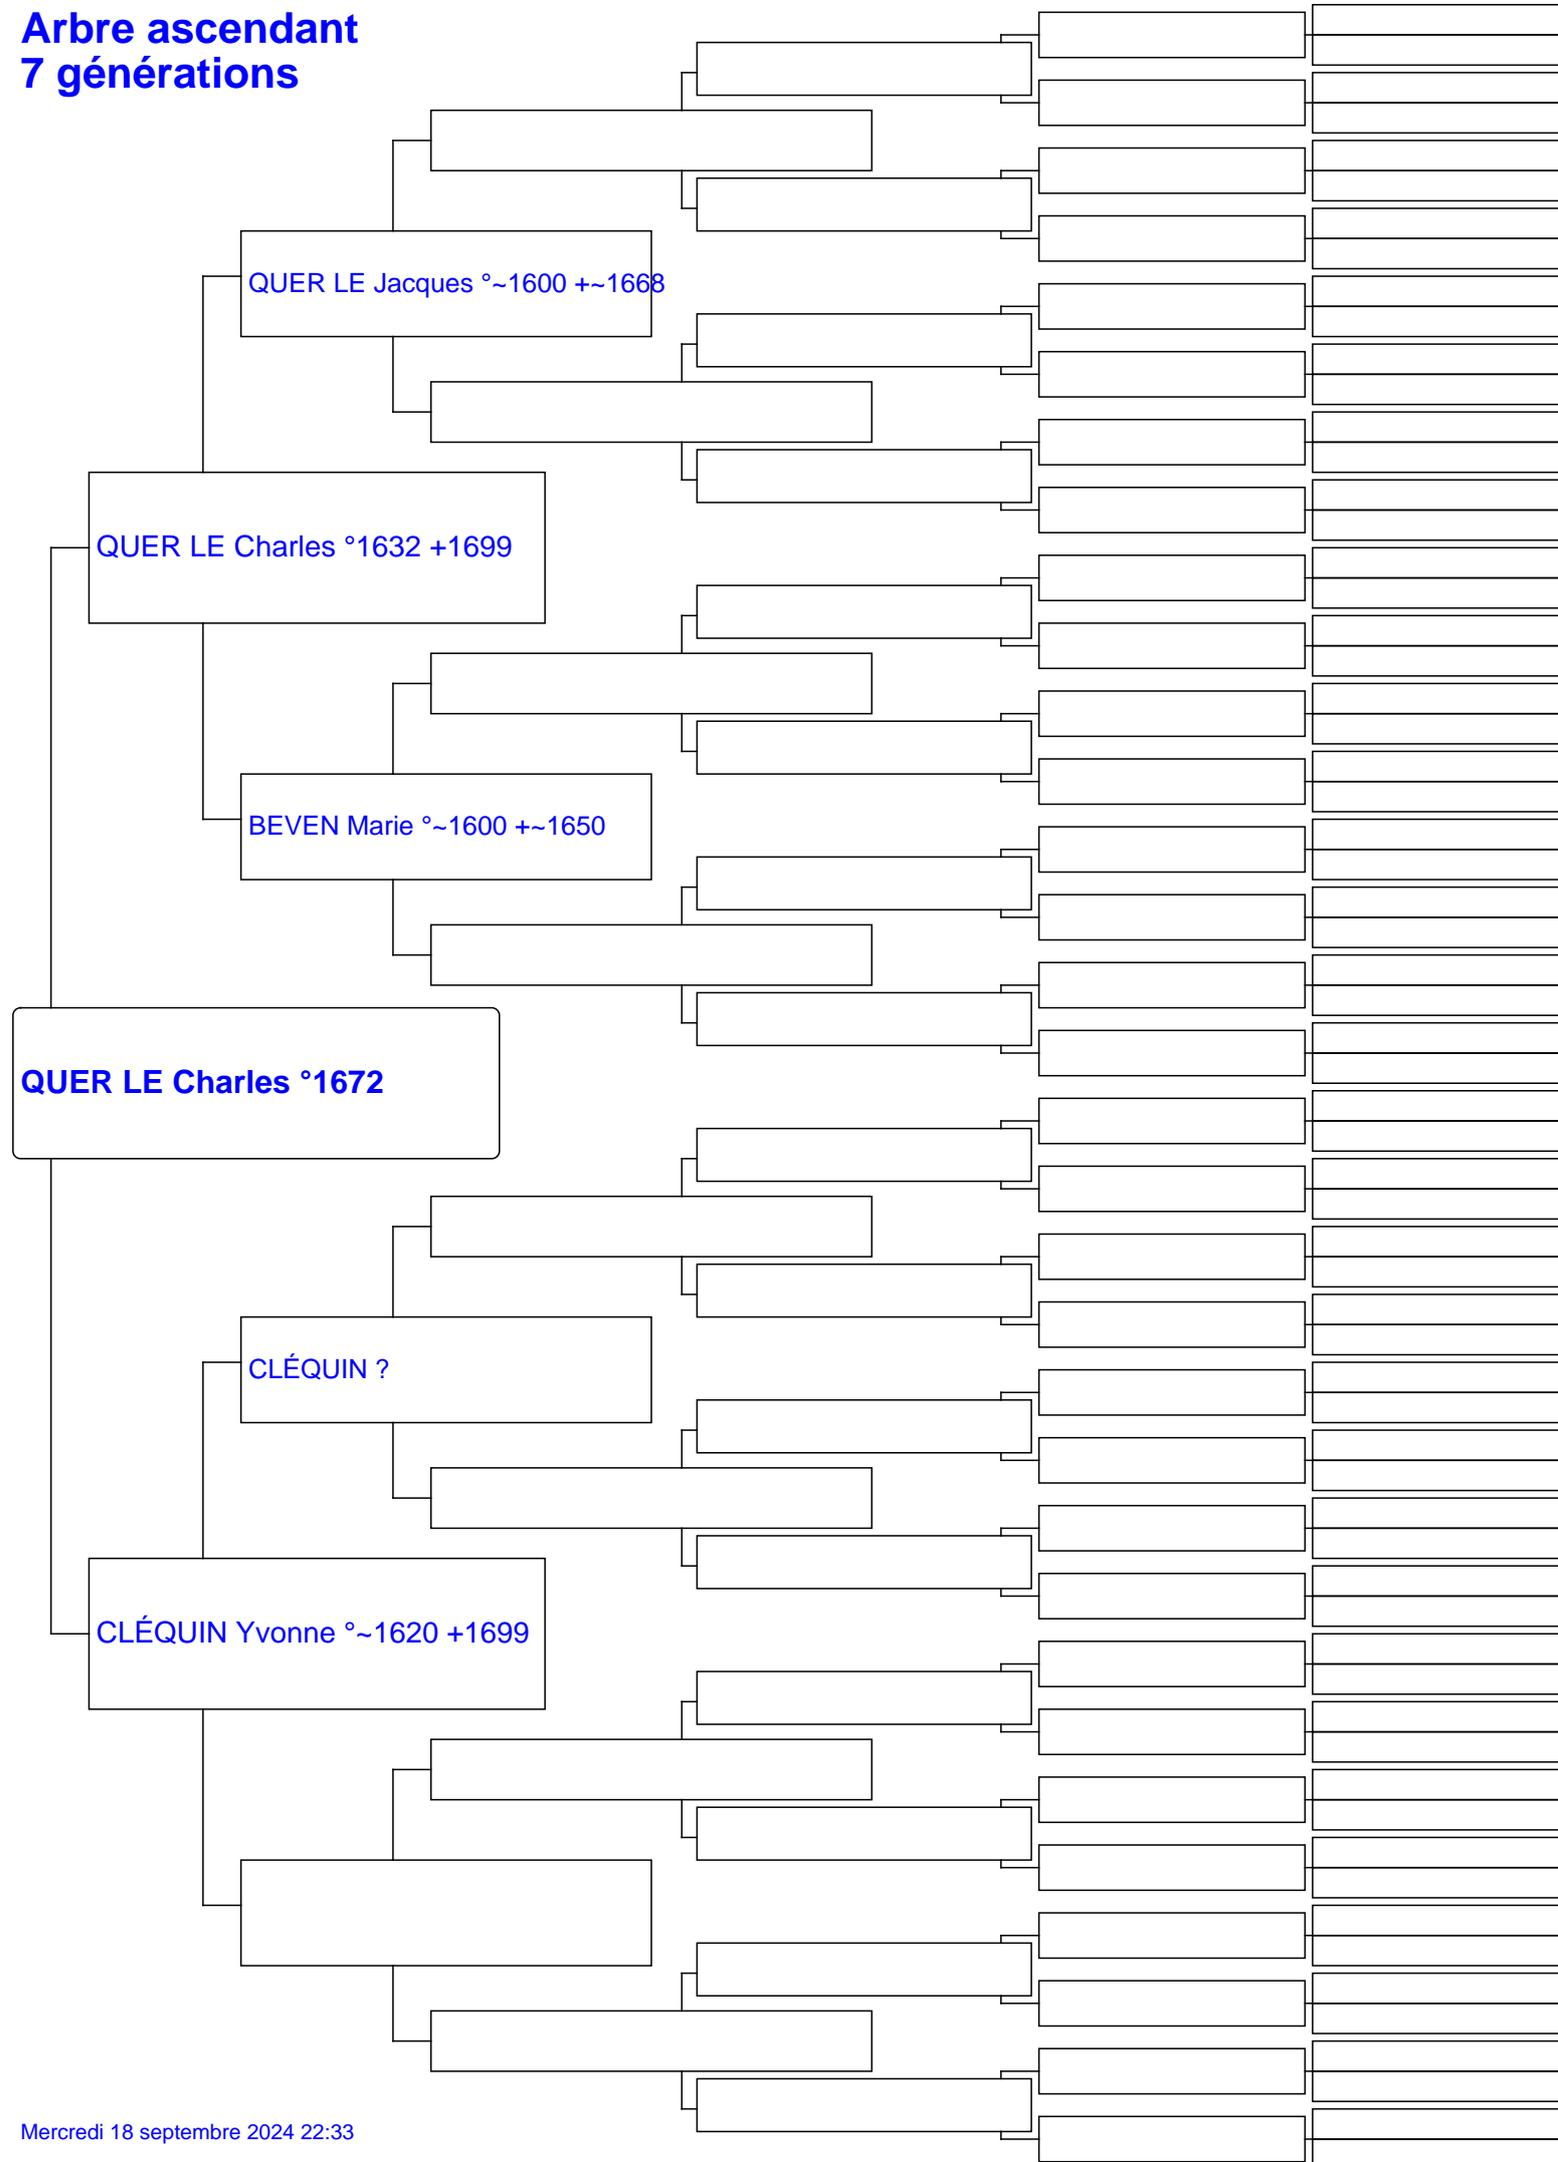 Arbre ascendant
7 générations
QUER LE Jacques °~1600 +~1668
QUER LE Charles °1632 +1699
BEVEN Marie °~1600 +~1650
QUER LE Charles °1672
CLÉQUIN ?
CLÉQUIN Yvonne °~1620 +1699
Mercredi 18 septembre 2024 22:33